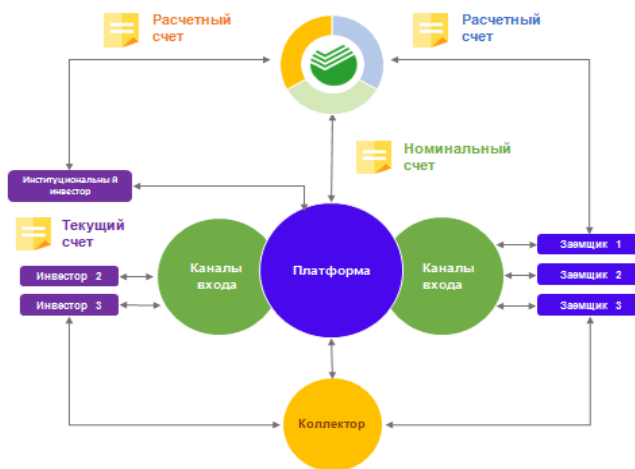 Расчетный
счет
Расчетный
счет
Номинальный
счет
Институциональный
инвестор
Текущий
счет
Каналы
входа
Платформа
Каналы
входа
Заемщик 1
Инвестор 2
Заемщик 2
Инвестор 3
Заемщик 3
Коллектор